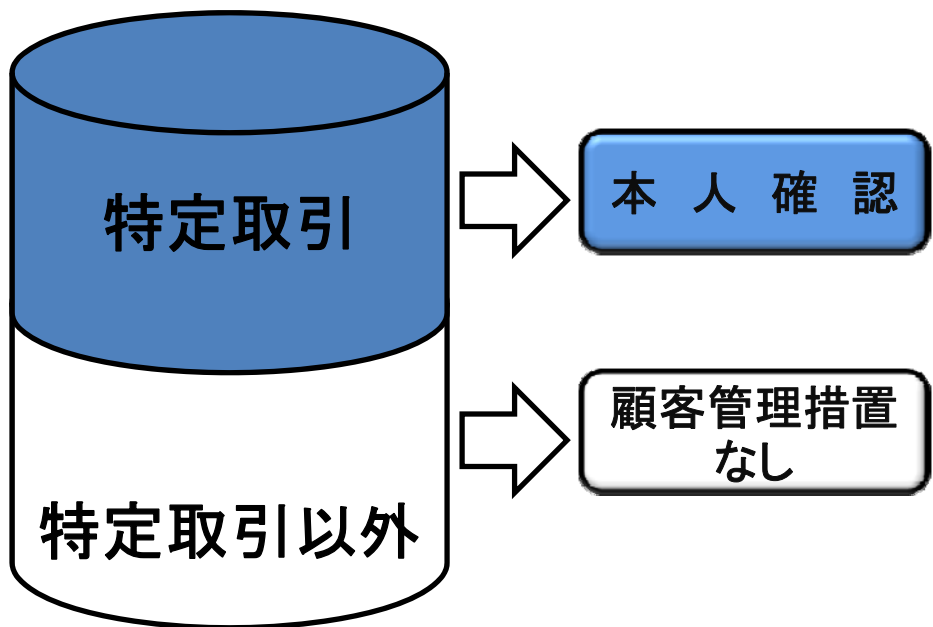 特定取引
本人確認
顧客管理措置
なし
特定取引以外